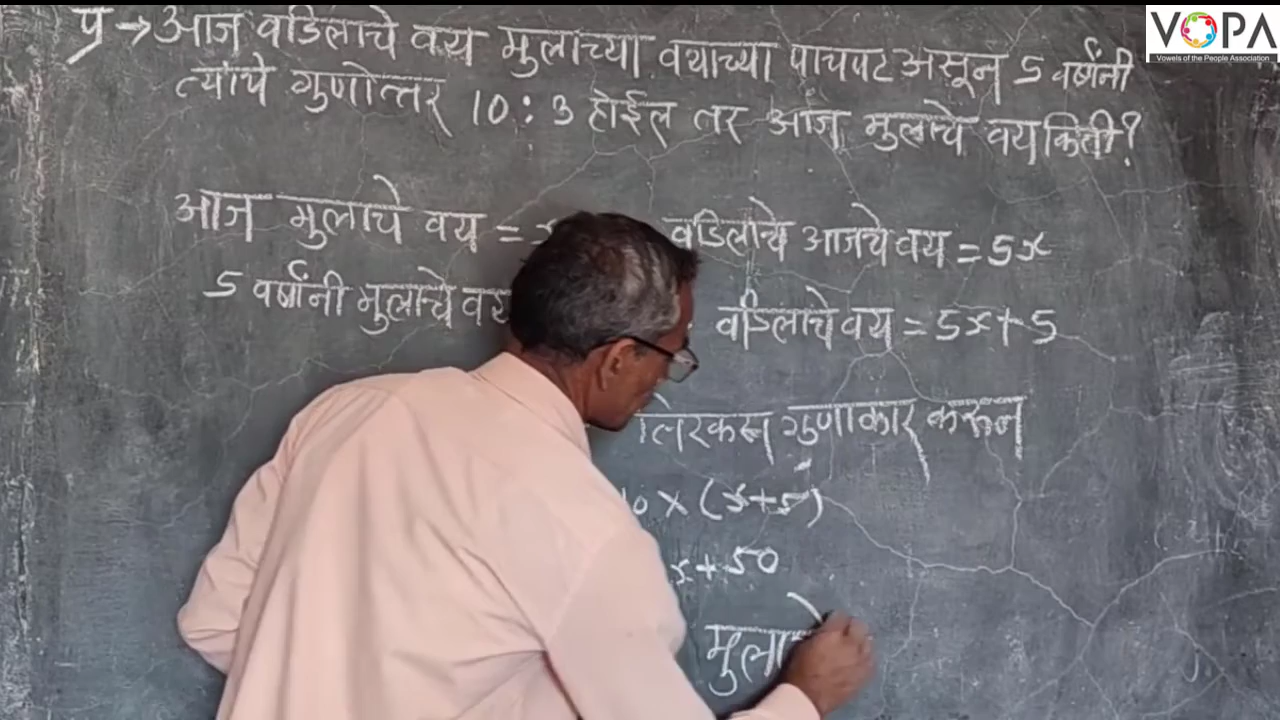 प्र → आज वडिलाचे वय मुलाच्या वयाच्या पाचपट असून 5 वर्षांनी
त्यांचे गुणोत्तर 10 : 3 होईल तर आज मुलाचे वय किती?
आज मुलाचे वय = वडिलांचे आजचे वय = 5x
5 वर्षांनी मुलाचे वय वडिलाचे वय = 5x + 5
तिरकस गुणाकार करून
× (x+5)
x + 50
VOPA
Vowels of the People Association